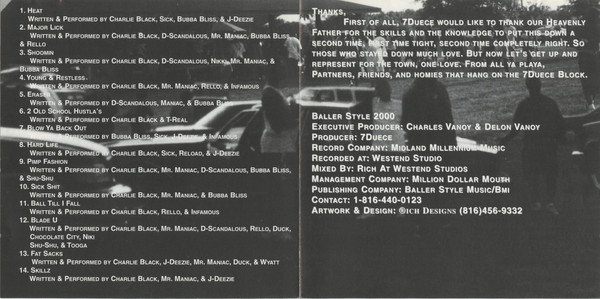 1. Heat
Written & Performed by Charlie Black, Sick, Bubba Bliss, & J-Deezie
2. Major Lick
Written & Performed by Charlie Black, D-Scandalous, Mr. Maniac, Bubba Bliss,
& Rello
3. Shoomin
Written & Performed by Charlie Black, D-Scandalous, Nikki, Mr. Maniac, &
Bubba Bliss
4. Young & Restless
Written & Performed by Charlie Black, Mr. Maniac, Rello, & Infamous
5. Eraser
Written & Performed by D-Scandalous, Maniac, & Bubba Bliss
6. 2 Old School Hustla's
Written & Performed by Charlie Black & T-Real
7. Blow Ya Back Out
Written & Performed by Bubba Bliss, Sick, J-Deezie, & Infamous
8. Hard Life
Written & Performed by Charlie Black, Sick, Reload, & J-Deezie
9. Pimp Fashion
Written & Performed by Charlie Black, Mr. Maniac, D-Scandalous, Bubba Bliss,
& Shu-Shu
10. Sick Shit
Written & Performed by Charlie Black, Mr. Maniac, & Bubba Bliss
11. Ball Till I Fall
Written & Performed by Charlie Black, Rello, & Infamous
12. Blade U
Written & Performed by Charlie Black, Mr. Maniac, D-Scandalous, Rello, Duck,
Chocolate City, Niki
Shu-Shu, & Tooga
13. Fat Sacks
Written & Performed by Charlie Black, J-Deezie, Mr. Maniac, Duck, & Wyatt
14. Skillz
Written & Performed by Charlie Black, Mr. Maniac, & J-Deezie
Thanks,
First of all, 7Duece would like to thank our Heavenly
Father for the skills and the knowledge to put this down a
second time, first time tight, second time completely right. So
those who stayed down much love. But now let's get up and
represent for the town, one-love. From all ya playa,
Partners, friends, and homies that hang on the 7Duece Block.
Baller Style 2000
Executive Producer: Charles Vanoy & Delon Vanoy
Producer: 7Duece
Record Company: Midland Millennium Music
Recorded at: Westend Studio
Mixed By: Rich At Westend Studios
Management Company: Million Dollar Mouth
Publishing Company: Baller Style Music/BMI
Contact: 1-816-440-0123
Artwork & Design: ®ich Designs (816)456-9332